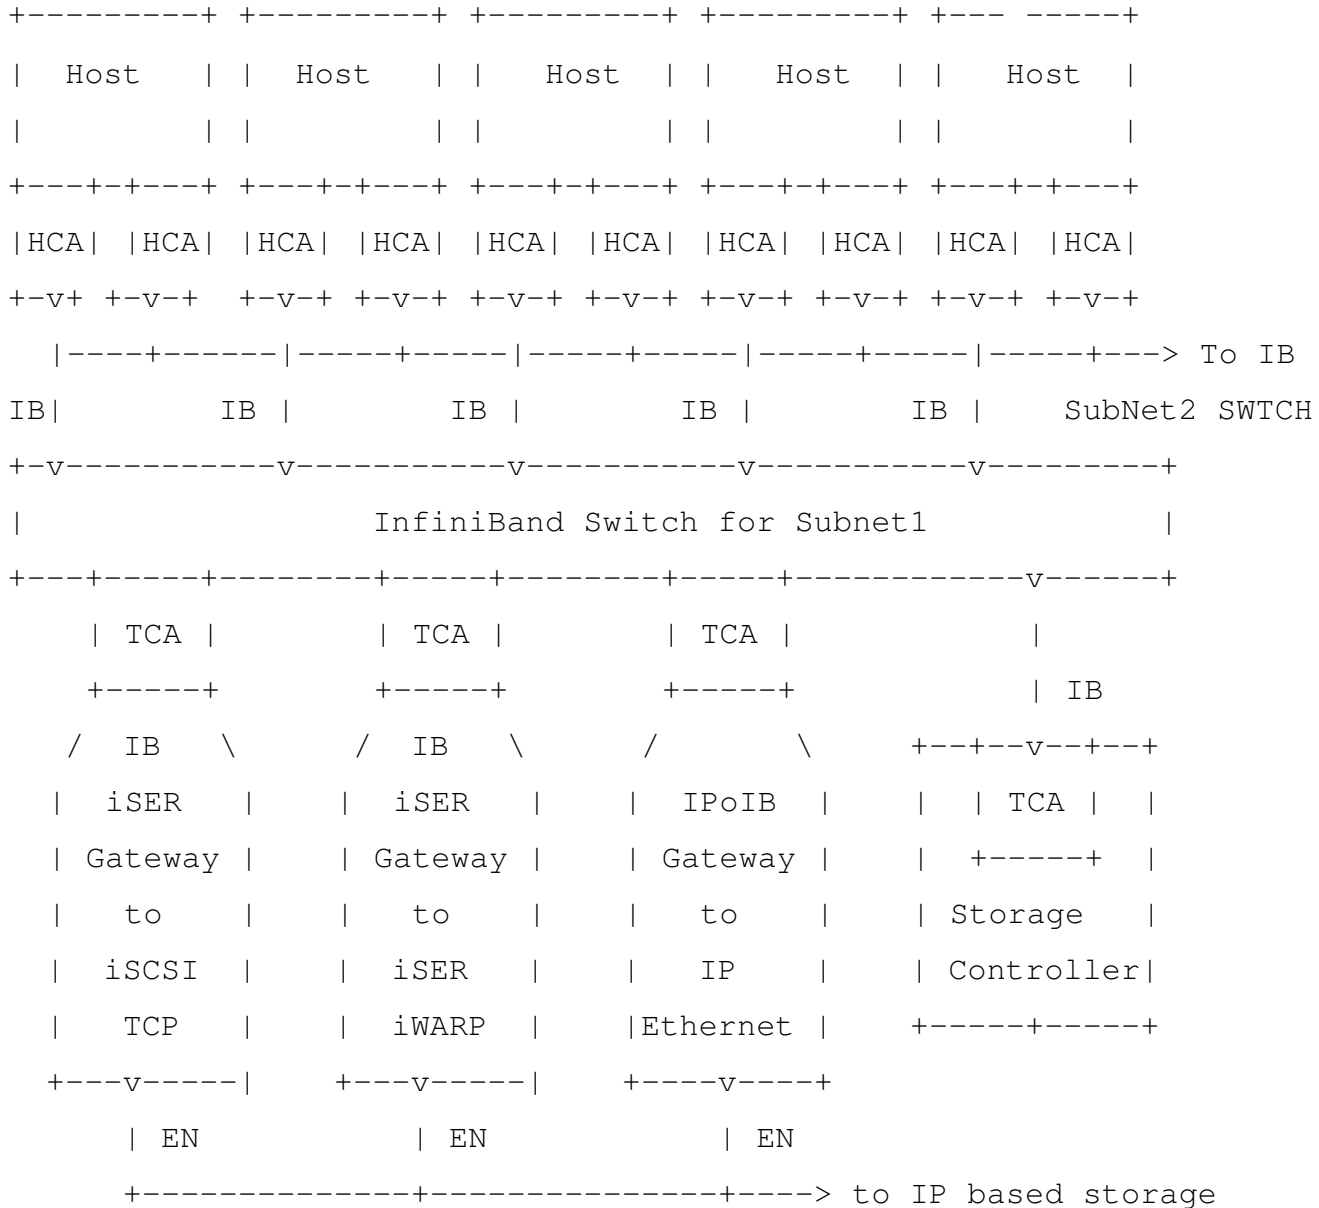 +---------+ +---------+ +---------+ +---------+ +--- -----+
|  Host   | |  Host   | |   Host  | |   Host  | |   Host  |
|         | |         | |         | |         | |         |
+---+-+---+ +---+-+---+ +---+-+---+ +---+-+---+ +---+-+---+
|HCA| |HCA| |HCA| |HCA| |HCA| |HCA| |HCA| |HCA| |HCA| |HCA|
+-v+ +-v-+  +-v-+ +-v-+ +-v-+ +-v-+ +-v-+ +-v-+ +-v-+ +-v-+
  |----+------|-----+-----|-----+-----|-----+-----|-----+---> To IB
IB|       IB |       IB |       IB |       IB |    SubNet2 SWTCH
+-v-----------v-----------v-----------v-----------v---------+
|                  InfiniBand Switch for Subnet1            |
+---+-----+--------+-----+--------+-----+------------v------+
    | TCA |        | TCA |        | TCA |            |
    +-----+        +-----+        +-----+            | IB
   /  IB   \      /  IB   \      /       \     +--+--v--+--+
  |  iSER   |    |  iSER   |    |  IPoIB  |    |  | TCA |  |
  | Gateway |    | Gateway |    | Gateway |    |  +-----+  |
  |   to    |    |   to    |    |   to    |    | Storage   |
  |  iSCSI  |    |  iSER   |    |   IP    |    | Controller|
  |   TCP   |    |  iWARP  |    |Ethernet |    +-----+-----+
  +---v-----|    +---v-----|    +----v----+
      | EN           | EN            | EN
      +--------------+---------------+----> to IP based storage